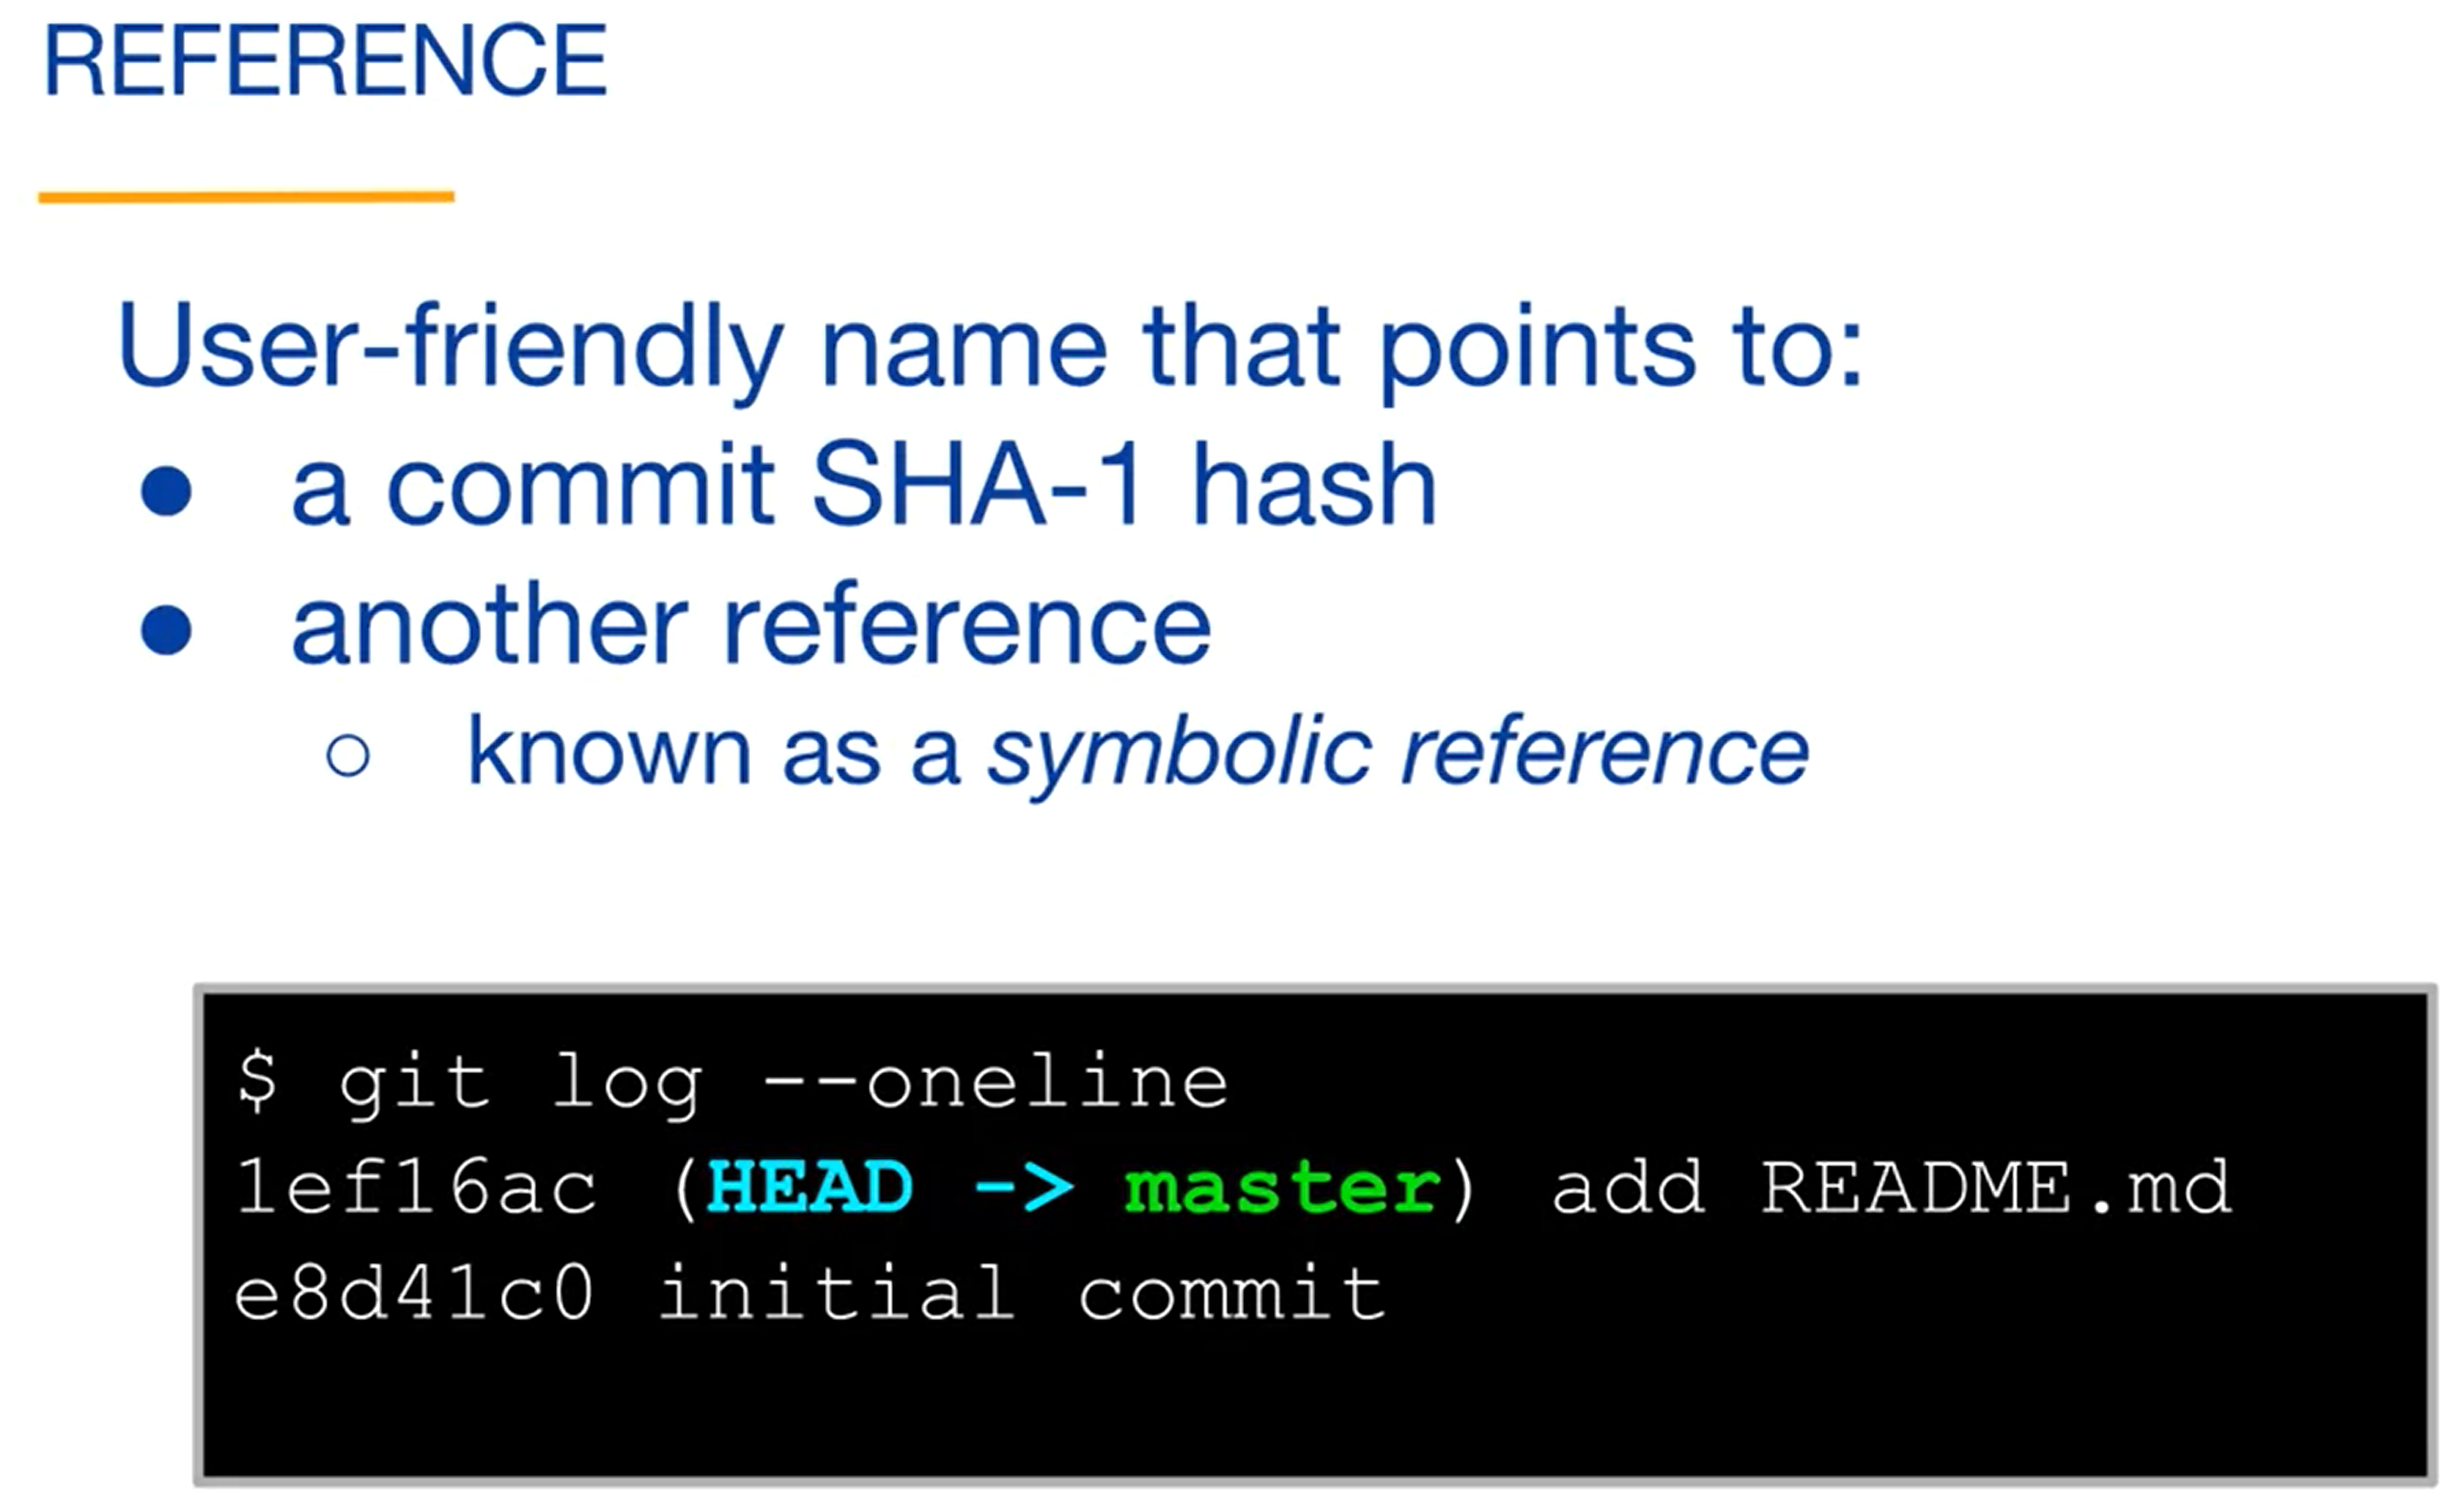 REFERENCE
User-friendly name that points to:
● a commit SHA-1 hash
● another reference
○ known as a symbolic reference
$ git log --oneline
1ef16ac (HEAD -> master) add README.md
e8d41c0 initial commit